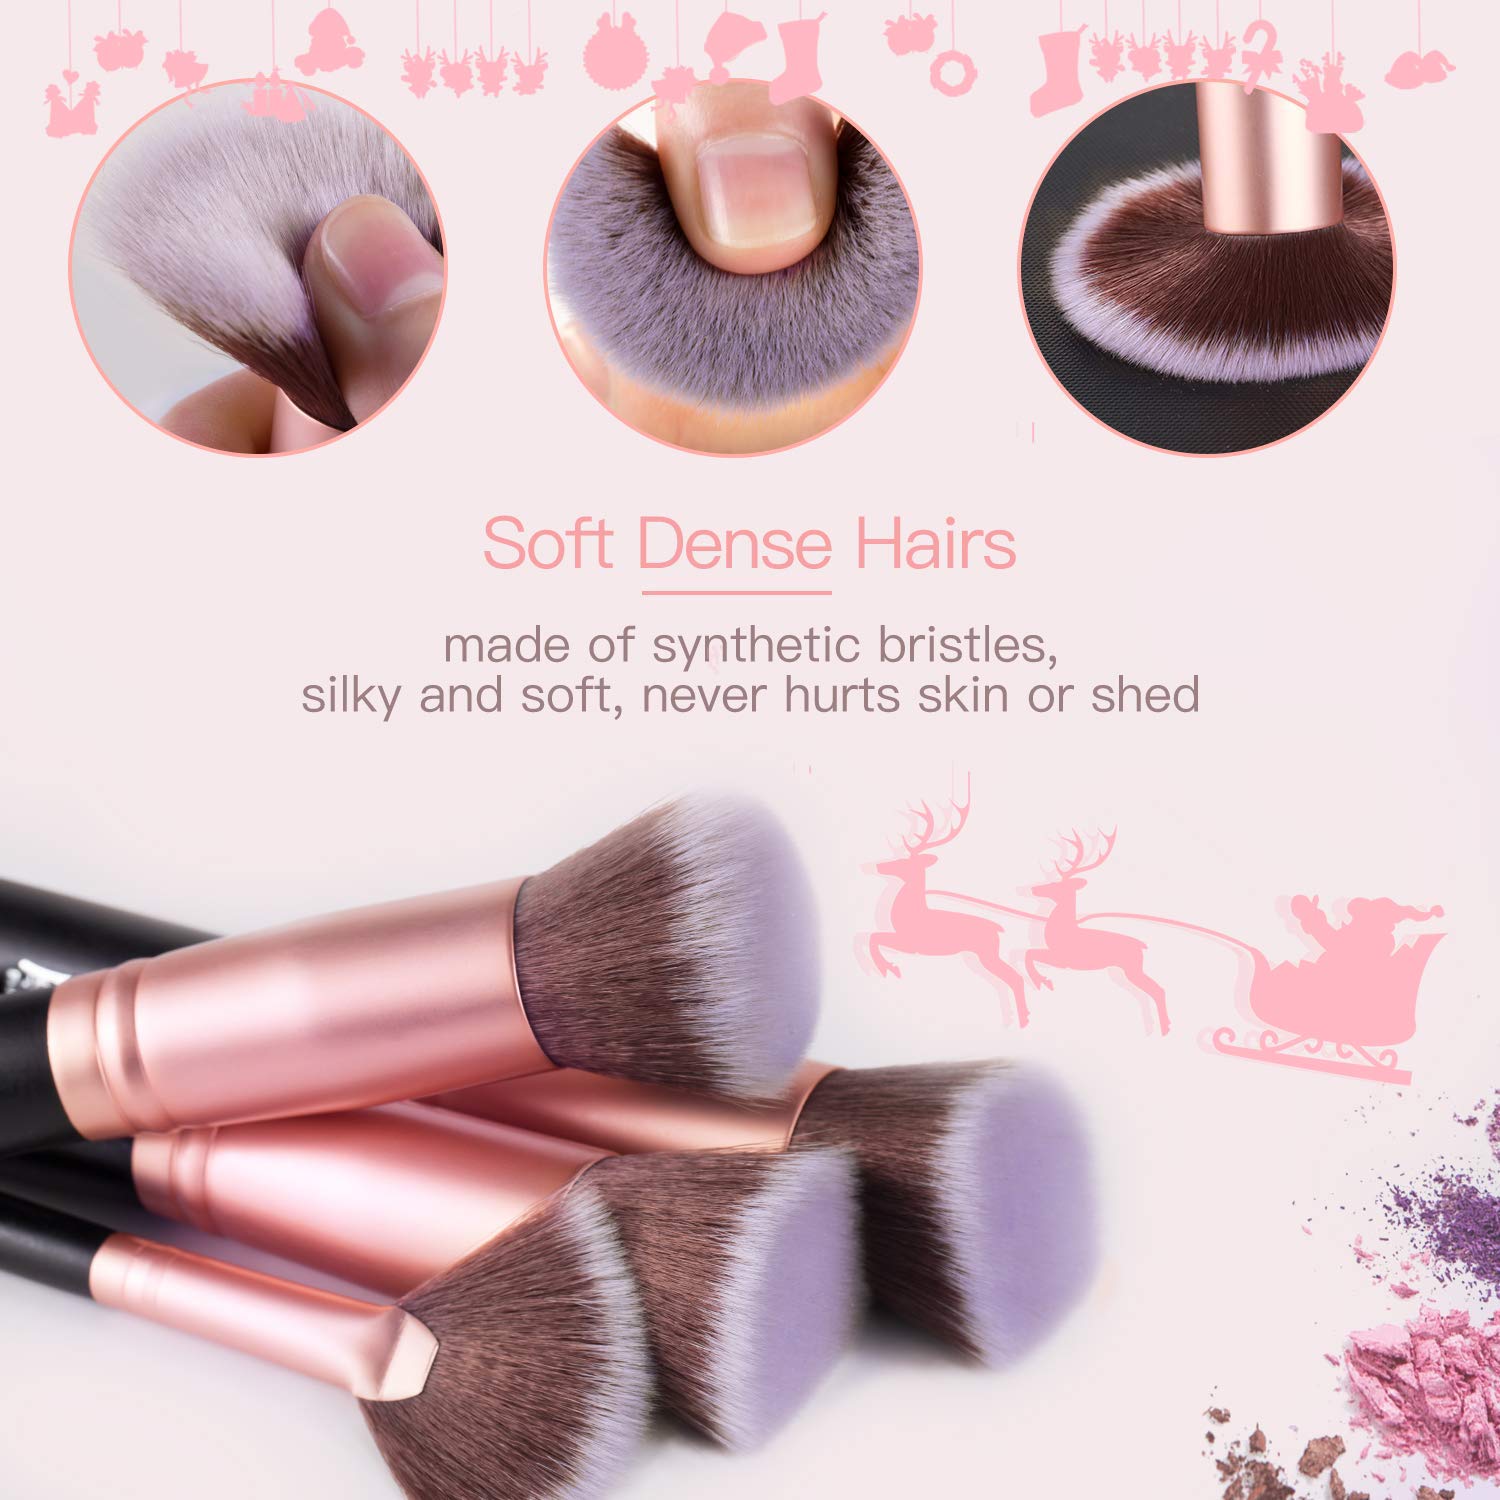 Soft Dense Hairs
made of synthetic bristles,
silky and soft, never hurts skin or shed